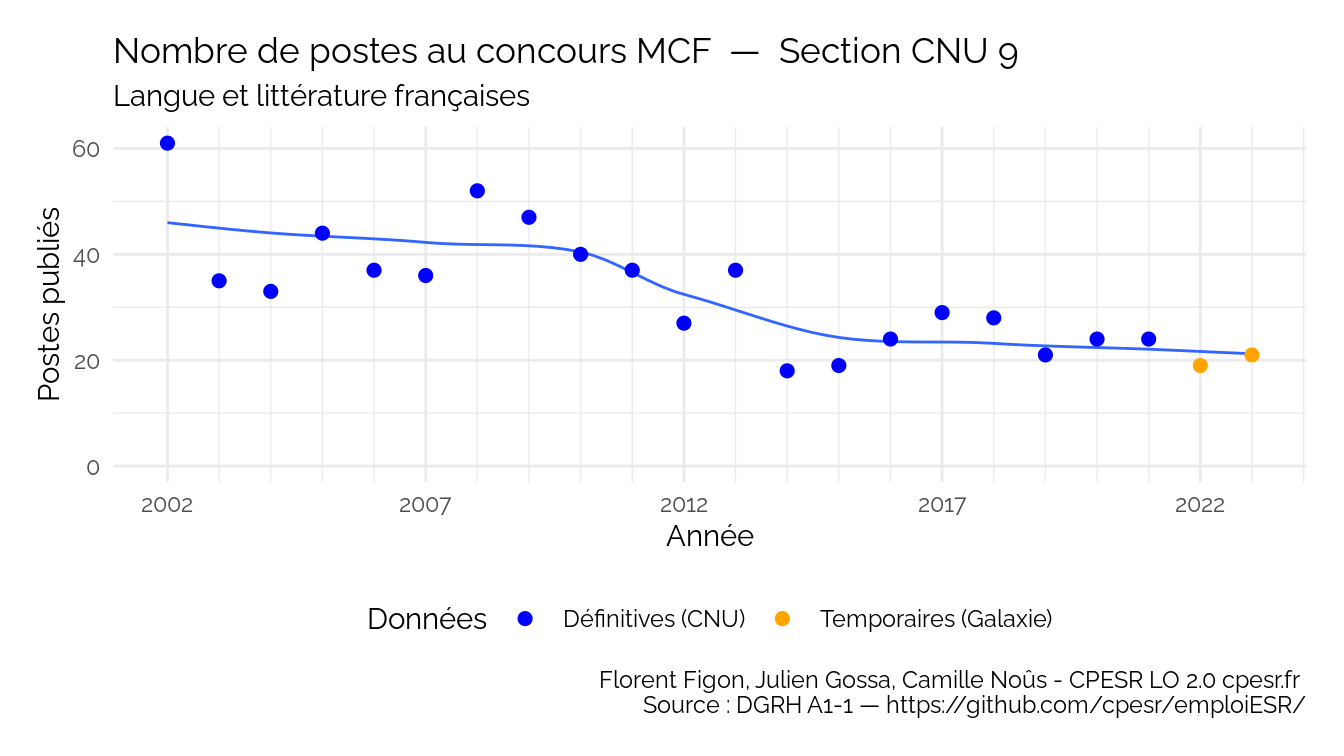 Nombre de postes au concours MCF — Section CNU 9
Langue et littérature françaises
Postes publiés
60
40
20
0
2002 2007 2012 2017 2022
Année
Données Définitives (CNU) Temporaires (Galaxie)
Florent Figon, Julien Gossa, Camille Noûs - CPESR LO 2.0 cpesr.fr
Source : DGRH A1-1 — https://github.com/cpesr/emploiESR/